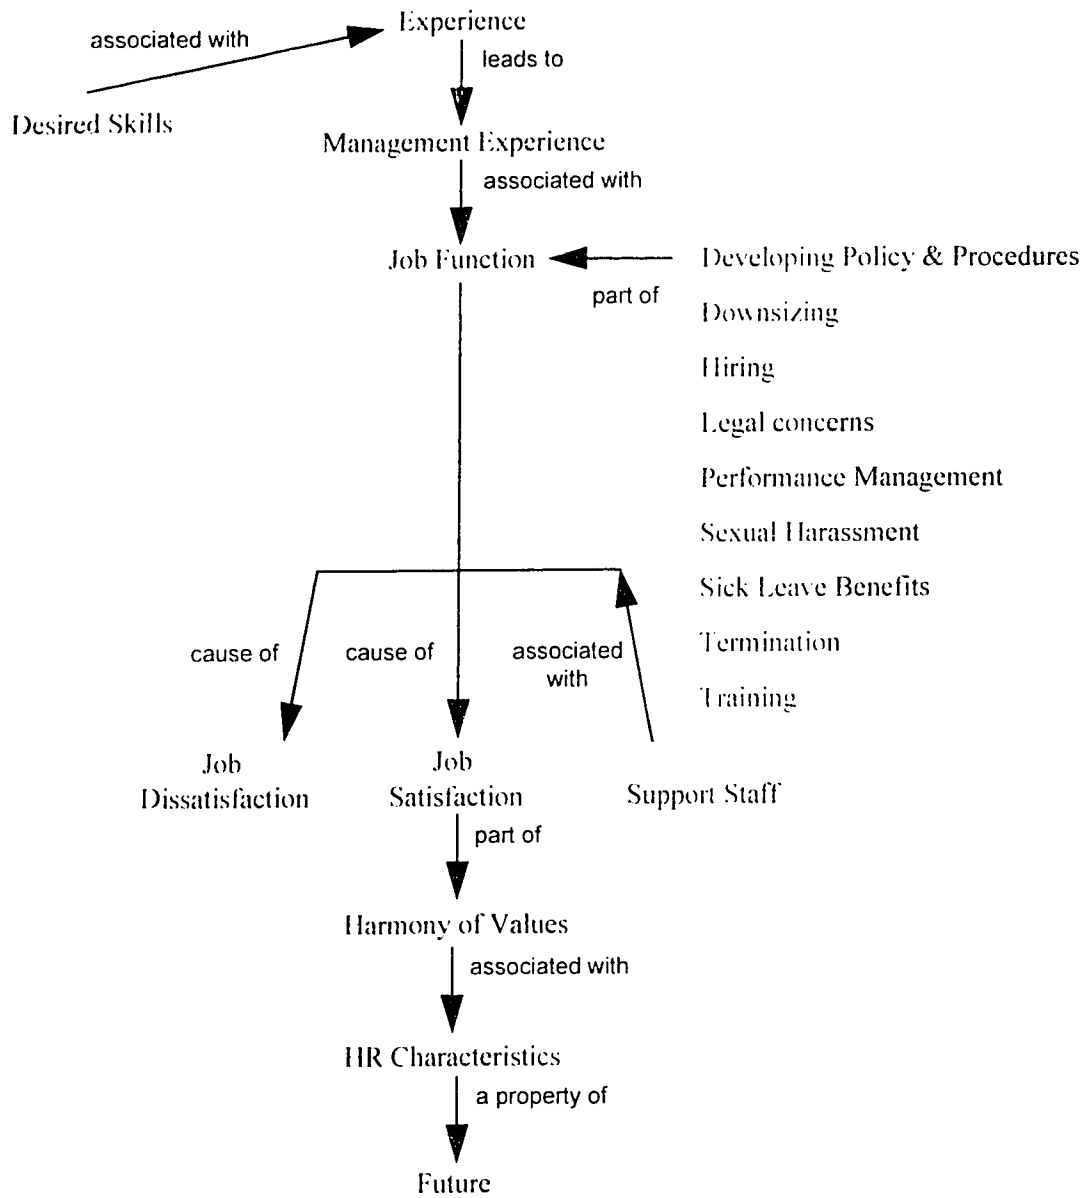 Experience
associated with
leads to
Desired Skills
Management Experience
associated with
Job Function
Developing Policy & Procedures
part of
Downsizing
Hiring
Legal concerns
Performance Management
Sexual Harassment
Sick Leave Benefits
Termination
Training
cause of
cause of
associated
with
Job
Dissatisfaction
Job
Satisfaction
Support Staff
part of
Harmony of Values
associated with
HR Characteristics
a property of
Future